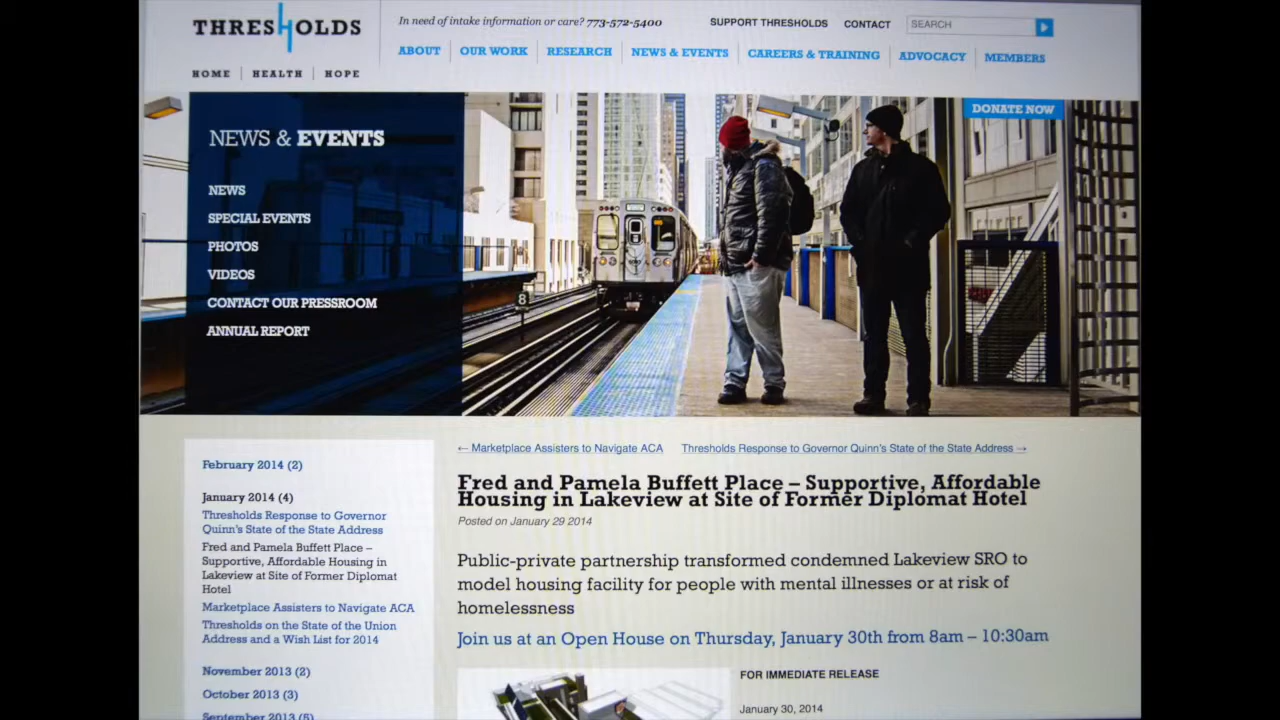 THRESHOLDS
HOME HEALTH HOPE
In need of intake information or care? 773-572-5400
SUPPORT THRESHOLDS CONTACT SEARCH
ABOUT OUR WORK RESEARCH NEWS & EVENTS CAREERS & TRAINING ADVOCACY MEMBERS
DONATE NOW
NEWS & EVENTS
NEWS
SPECIAL EVENTS
PHOTOS
VIDEOS
CONTACT OUR PRESSROOM
ANNUAL REPORT
8
February 2014 (2)
January 2014 (4)
Thresholds Response to Governor
Quinn's State of the State Address
Fred and Pamela Buffett Place –
Supportive, Affordable Housing in
Lakeview at Site of Former Diplomat
Hotel
Marketplace Assisters to Navigate ACA
Thresholds on the State of the Union
Address and a Wish List for 2014
November 2013 (2)
October 2013 (3)
September 2013 (5)
← Marketplace Assisters to Navigate ACA Thresholds Response to Governor Quinn's State of the State Address →
Fred and Pamela Buffett Place – Supportive, Affordable
Housing in Lakeview at Site of Former Diplomat Hotel
Posted on January 29 2014
Public-private partnership transformed condemned Lakeview SRO to
model housing facility for people with mental illnesses or at risk of
homelessness
Join us at an Open House on Thursday, January 30th from 8am – 10:30am
FOR IMMEDIATE RELEASE
January 30, 2014